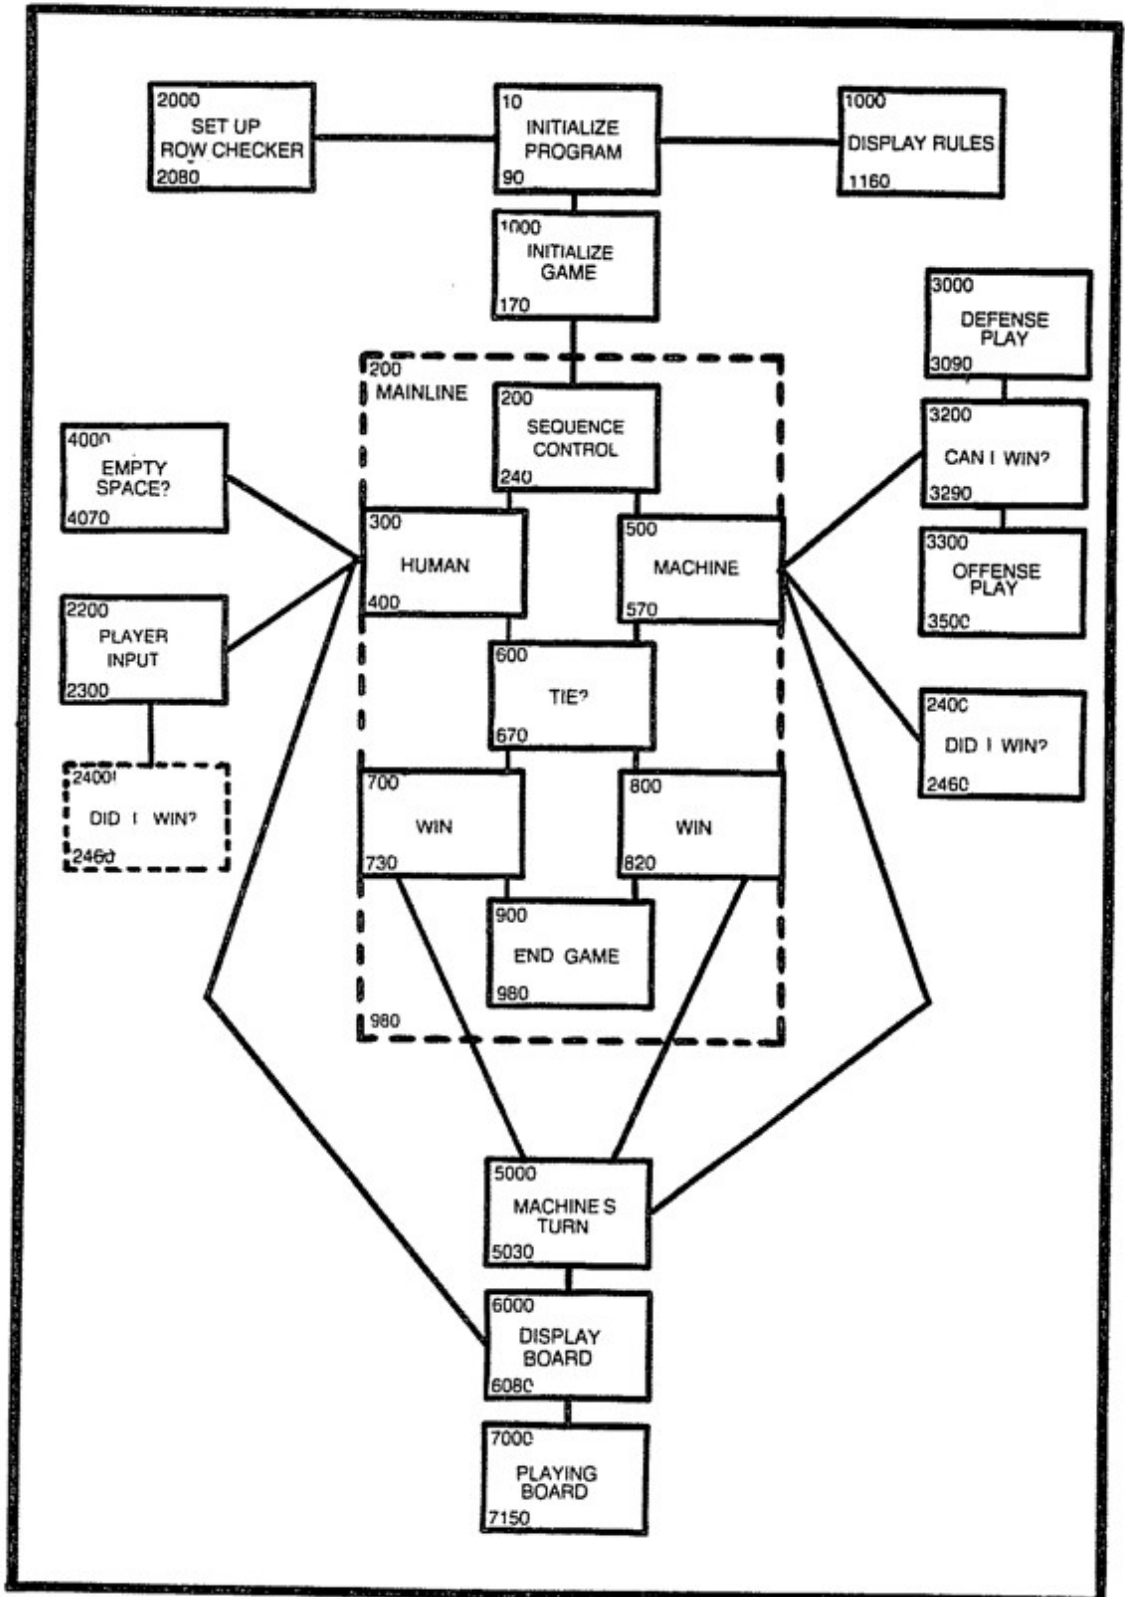 2000
SET UP
ROW CHECKER
2080
10
INITIALIZE
PROGRAM
90
1000
DISPLAY RULES
1160
1000
INITIALIZE
GAME
170
3000
DEFENSE
PLAY
3090
200
MAINLINE
200
SEQUENCE
CONTROL
240
4000
EMPTY
SPACE?
4070
3200
CAN I WIN?
3290
300
HUMAN
400
500
MACHINE
570
3300
OFFENSE
PLAY
3500
2200
PLAYER
INPUT
2300
600
TIE?
670
2400
DID I WIN?
2460
2400
DID I WIN?
2460
700
WIN
730
800
WIN
820
900
END GAME
980
980
5000
MACHINE S
TURN
5030
6000
DISPLAY
BOARD
6080
7000
PLAYING
BOARD
7150